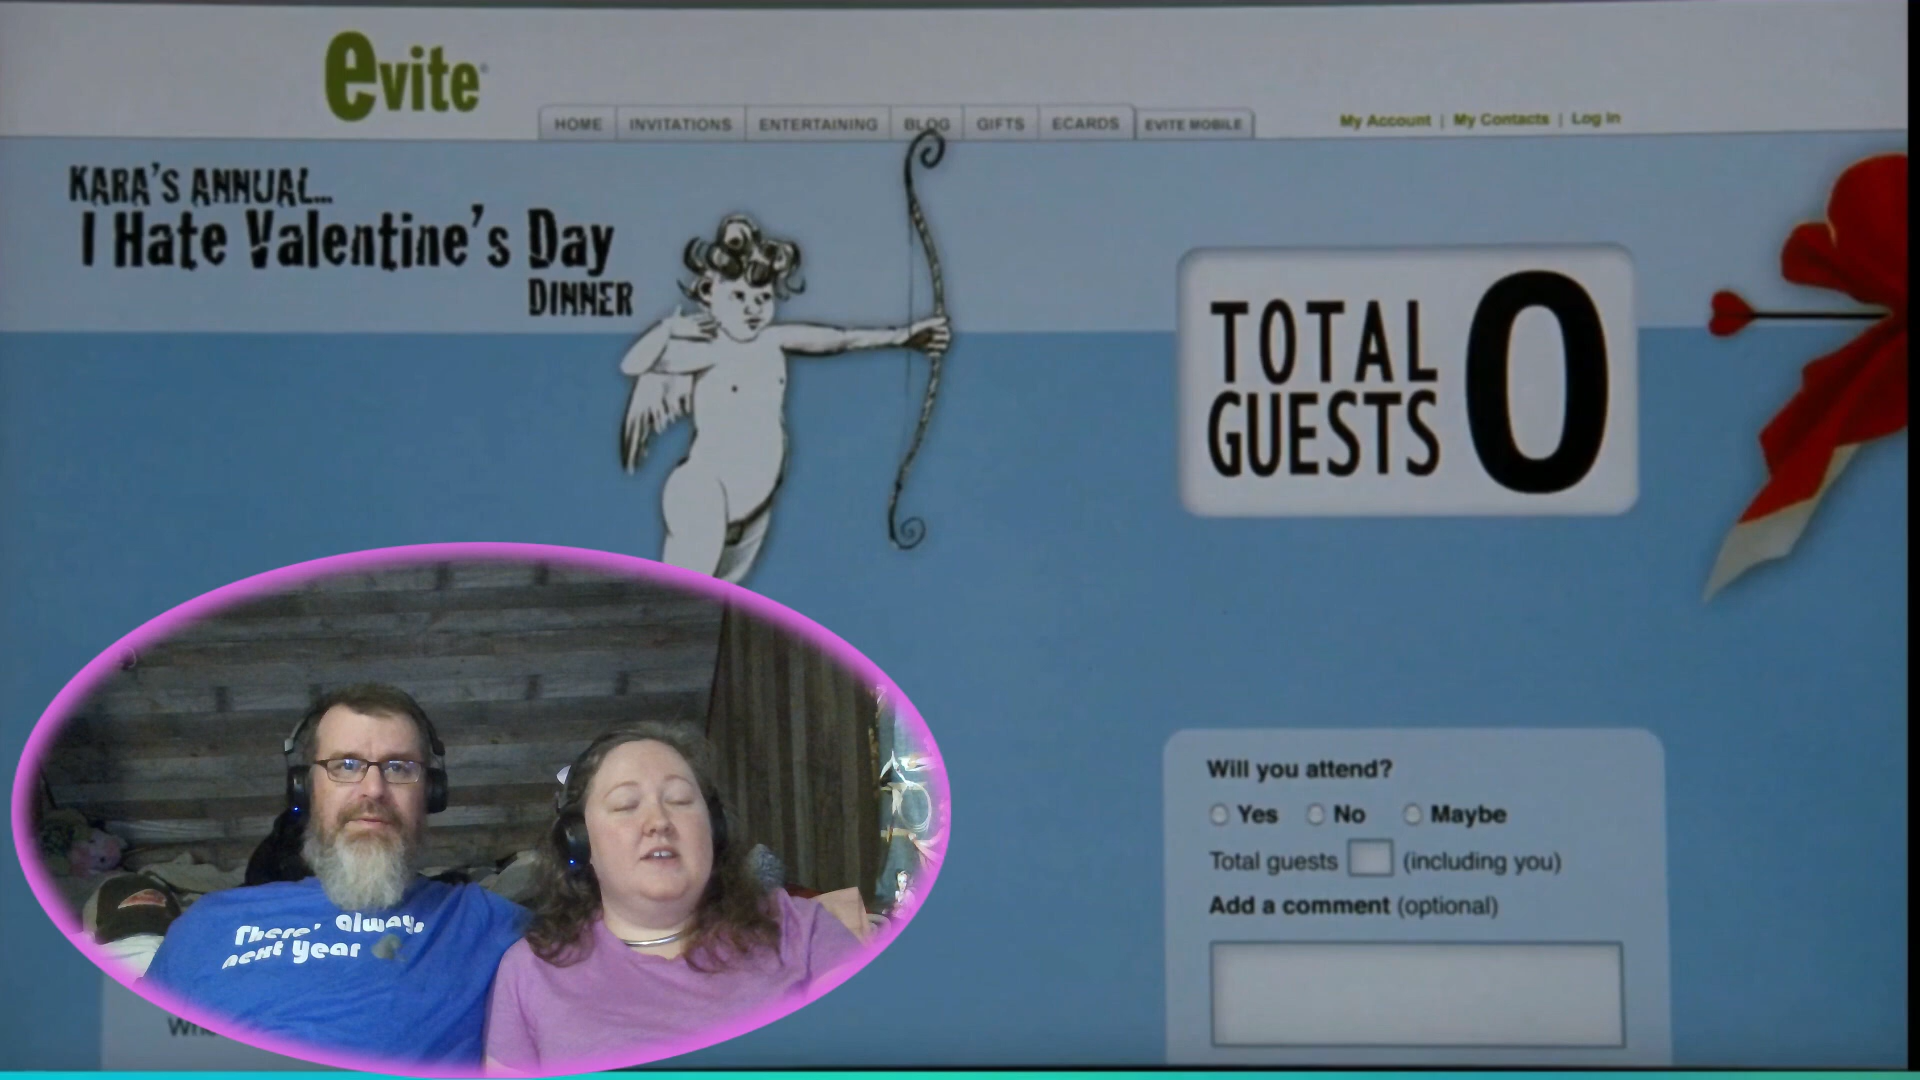 evite
HOME INVITATIONS ENTERTAINING BLOG GIFTS ECARDS EVITE MOBILE
My Account | My Contacts | Log in
KARA'S ANNUAL...
I Hate Valentine's Day
DINNER
TOTAL
GUESTS
0
Will you attend?
Yes No Maybe
Total guests (including you)
Add a comment (optional)
There' always
next year